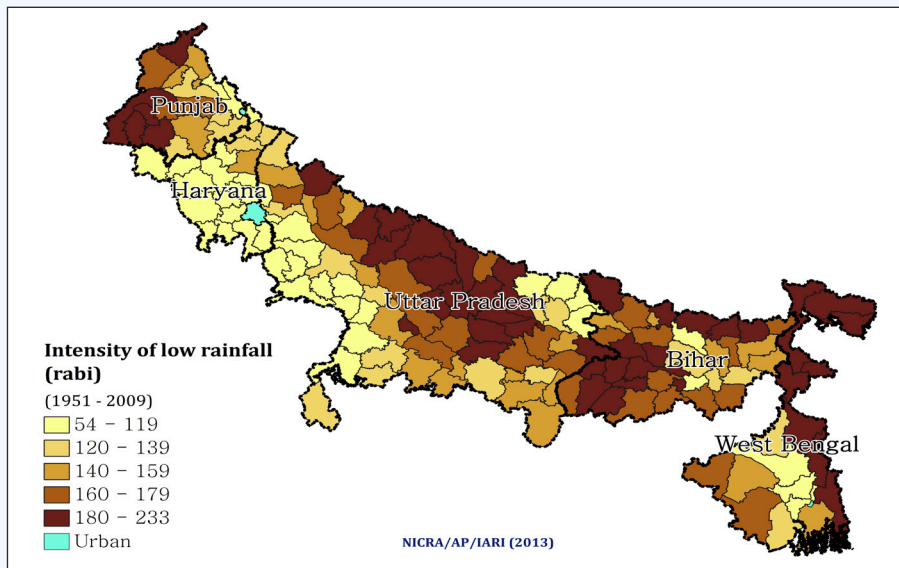 Punjab
Haryana
Uttar Pradesh
Bihar
West Bengal
Intensity of low rainfall
(rabi)
(1951 - 2009)
54 - 119
120 - 139
140 - 159
160 - 179
180 - 233
Urban
NICRA/AP/IARI (2013)